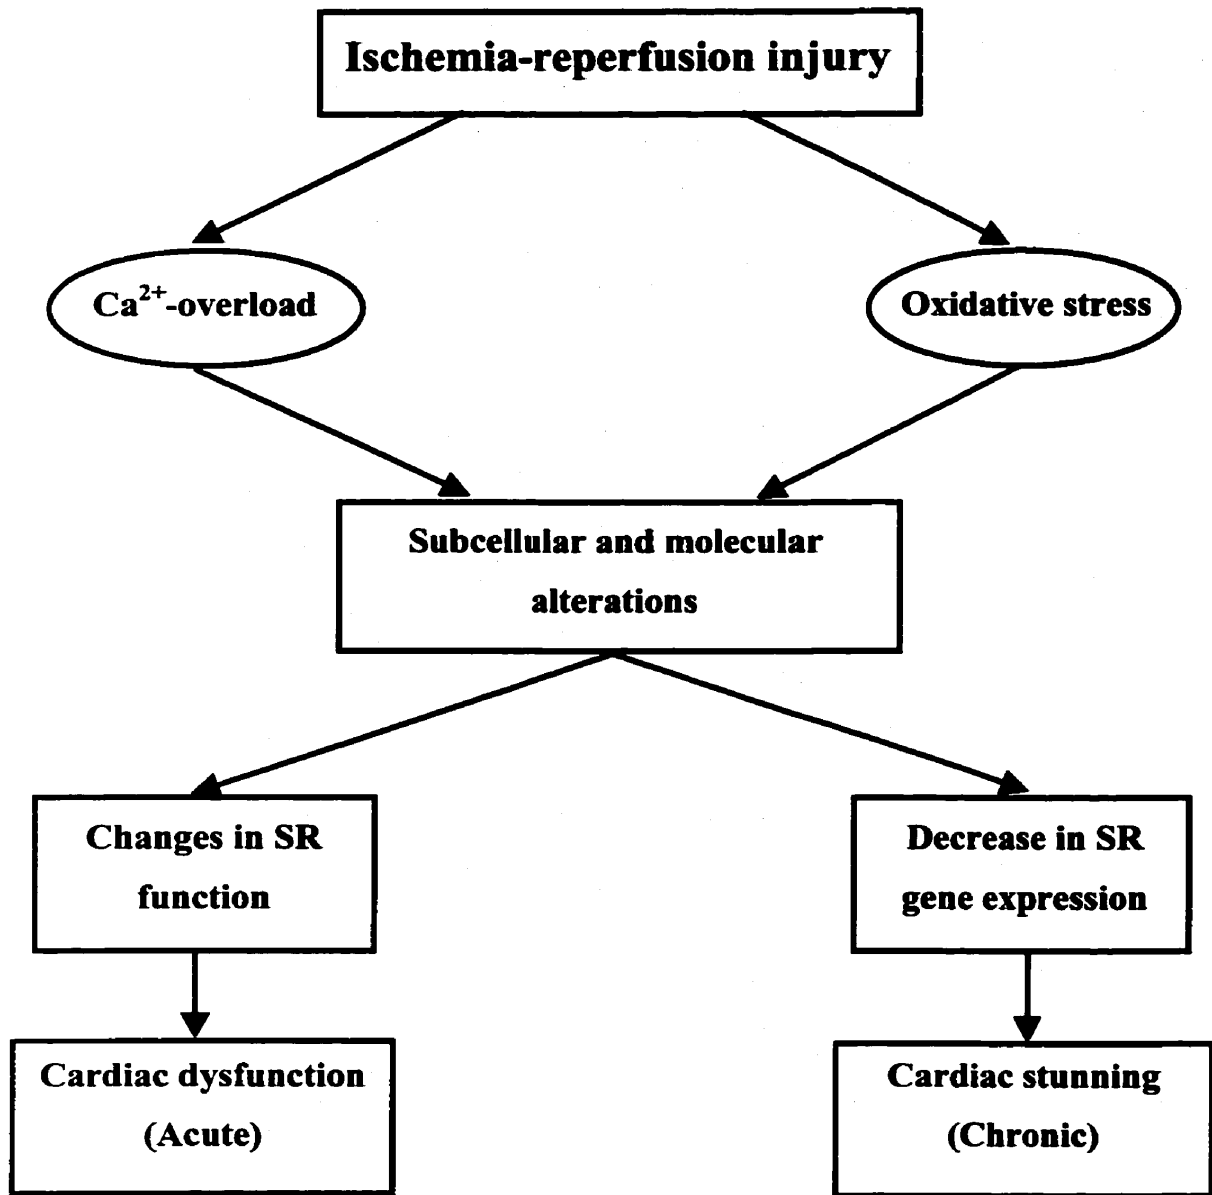 Ischemia-reperfusion injury
Ca²⁺-overload
Oxidative stress
Subcellular and molecular
alterations
Changes in SR
function
Decrease in SR
gene expression
Cardiac dysfunction
(Acute)
Cardiac stunning
(Chronic)